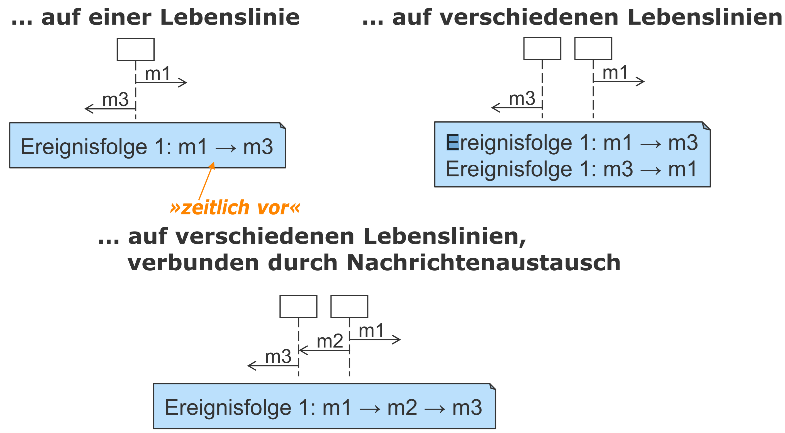 ... auf einer Lebenslinie
... auf verschiedenen Lebenslinien
m1
m3
m1
m3
Ereignisfolge 1: m1 → m3
Ereignisfolge 1: m1 → m3
Ereignisfolge 1: m3 → m1
»zeitlich vor«
... auf verschiedenen Lebenslinien,
verbunden durch Nachrichtenaustausch
m1
m2
m3
Ereignisfolge 1: m1 → m2 → m3